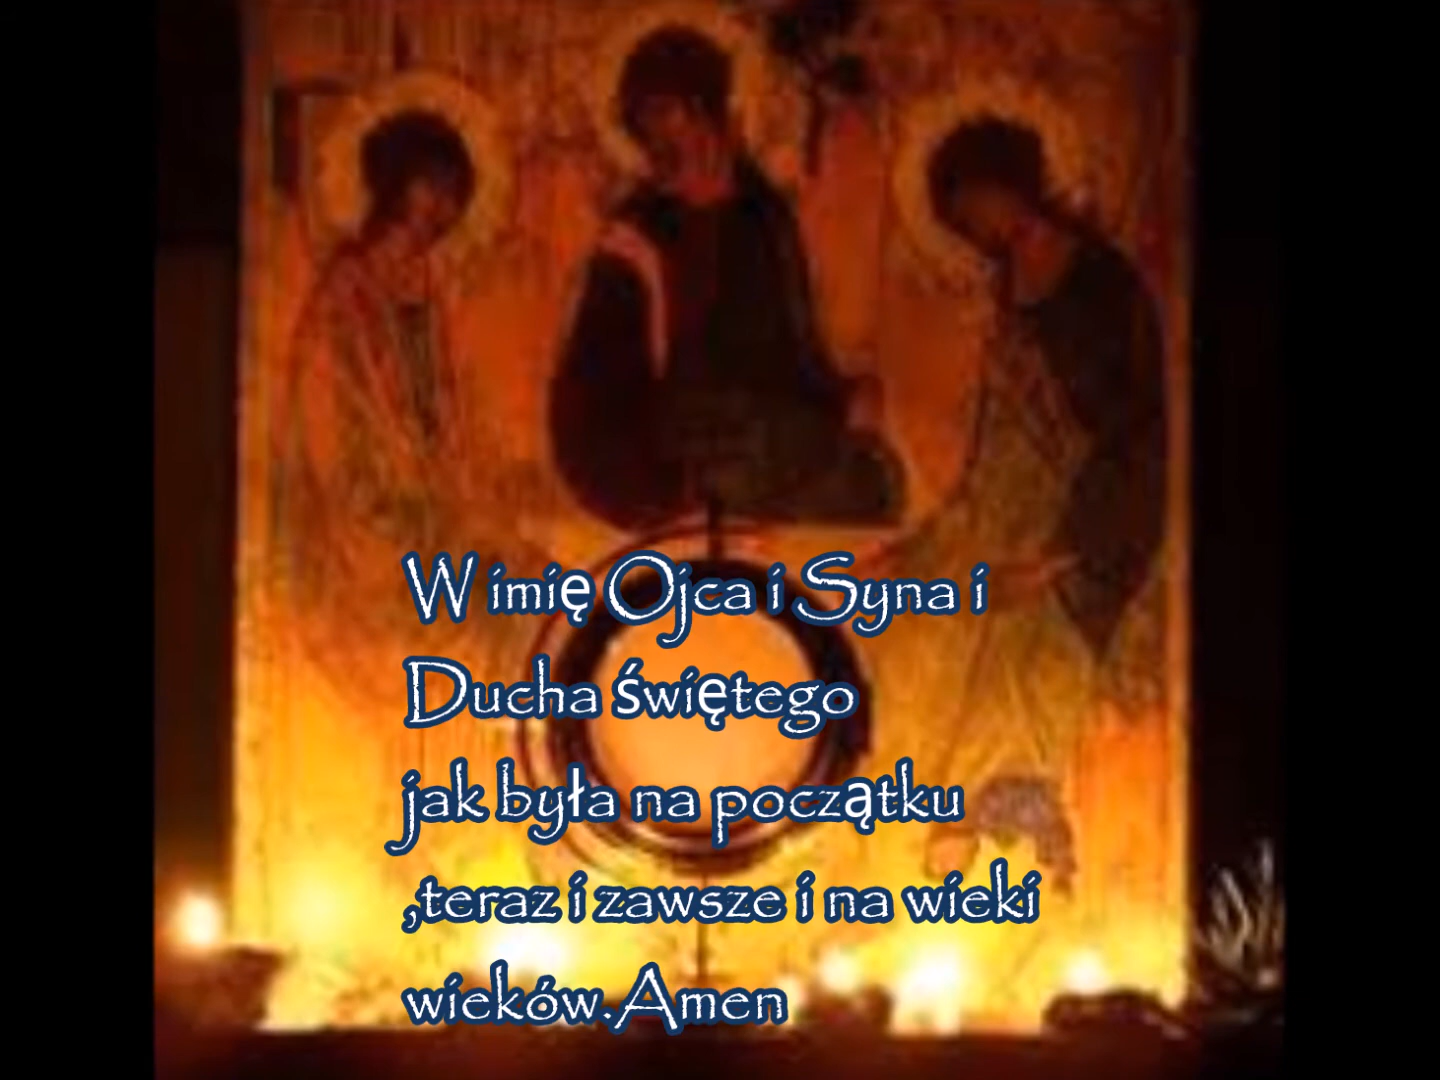 W imię Ojca i Syna i
Ducha świętego
jak była na początku
,teraz i zawsze i na wieki
wieków.Amen